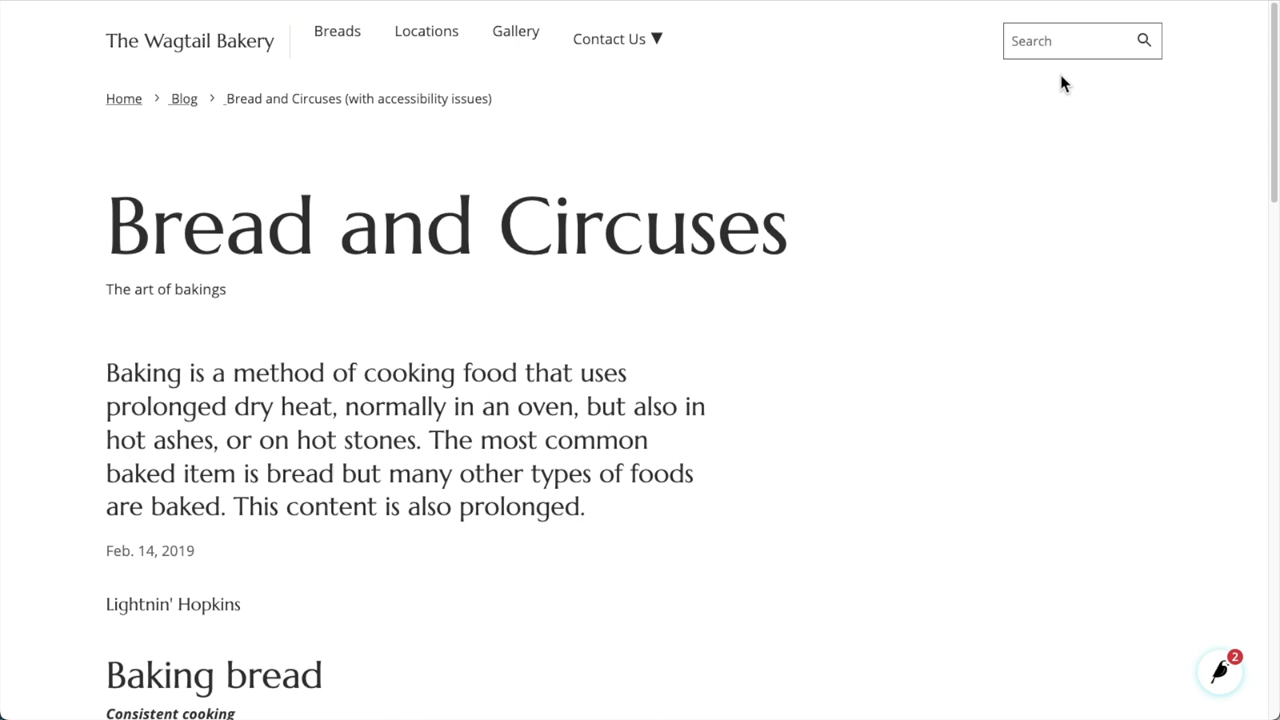 The Wagtail Bakery
Breads Locations Gallery Contact Us ▼
Search
Home > Blog > Bread and Circuses (with accessibility issues)
Bread and Circuses
The art of bakings
Baking is a method of cooking food that uses
prolonged dry heat, normally in an oven, but also in
hot ashes, or on hot stones. The most common
baked item is bread but many other types of foods
are baked. This content is also prolonged.
Feb. 14, 2019
Lightnin' Hopkins
Baking bread
Consistent cooking
2